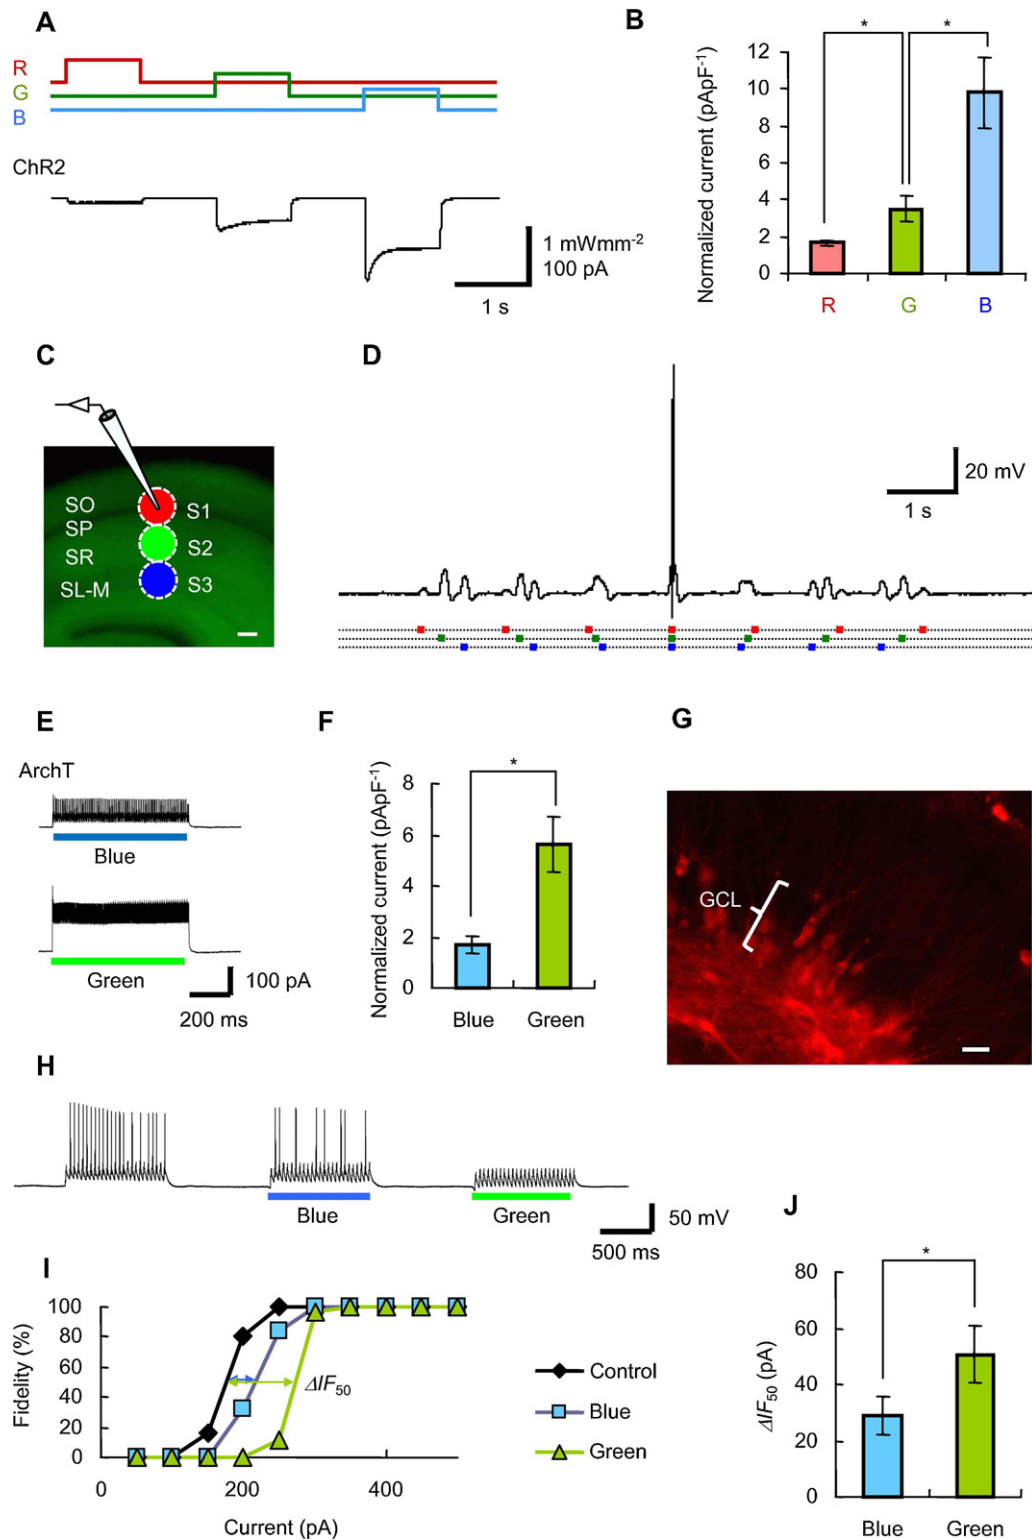 A
R
G
B
ChR2
1 mWmm-2
100 pA
1 s
B
* *
Normalized current (pApF-1)
12
10
8
6
4
2
0
R G B
C
SO
SP
SR
SL-M
S1
S2
S3
D
20 mV
1 s
E
ArchT
Blue
Green
100 pA
200 ms
F
*
Normalized current (pApF-1)
8
6
4
2
0
Blue Green
G
GCL
H
Blue
Green
50 mV
500 ms
I
Fidelity (%)
100
80
60
40
20
0
ΔIF50
0 200 400
Current (pA)
Control
Blue
Green
J
*
ΔIF50 (pA)
80
60
40
20
0
Blue Green